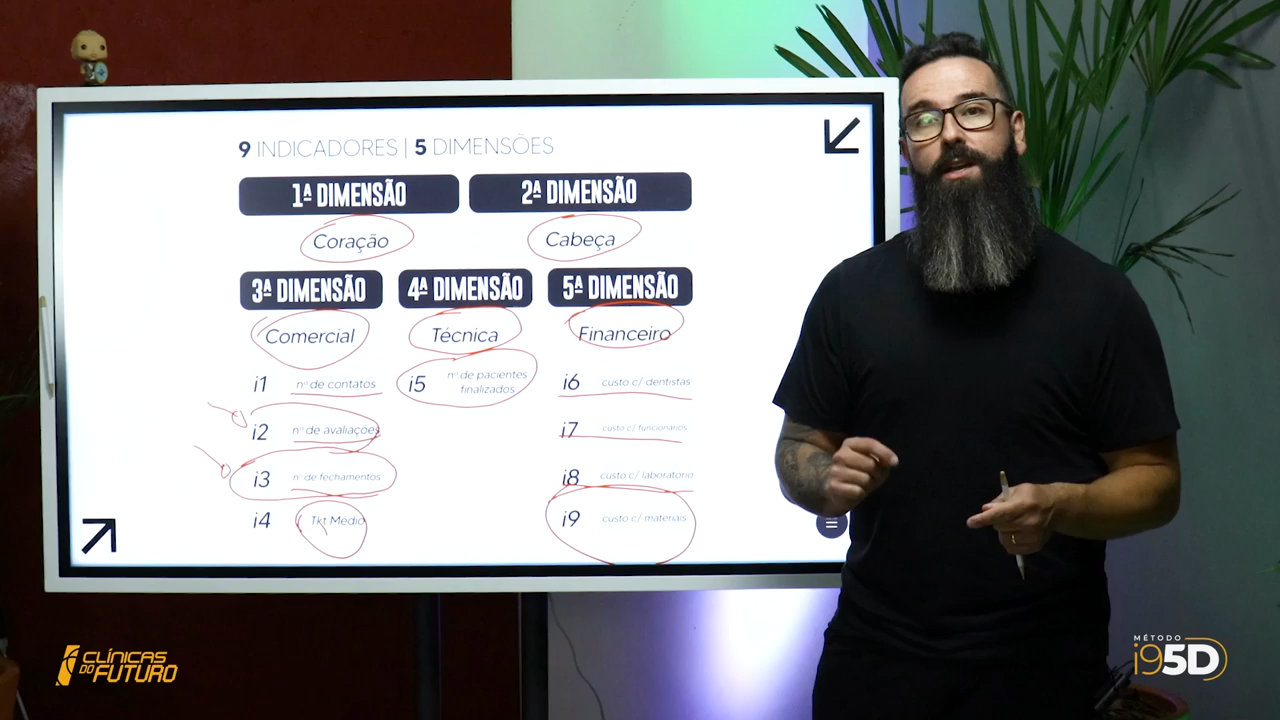 9 INDICADORES | 5 DIMENSÕES
1ª DIMENSÃO
2ª DIMENSÃO
Coração
Cabeça
3ª DIMENSÃO
4ª DIMENSÃO
5ª DIMENSÃO
Comercial
Técnica
Financeiro
i1 nº de contatos
i2 nº de avaliações
i3 nº de fechamentos
i4 Tkt Médio
i5 nº de pacientes
finalizados
i6 custo c/ dentistas
i7 custo c/ funcionários
i8 custo c/ laboratório
i9 custo c/ materiais
CLÍNICAS
DO FUTURO
MÉTODO
i95D